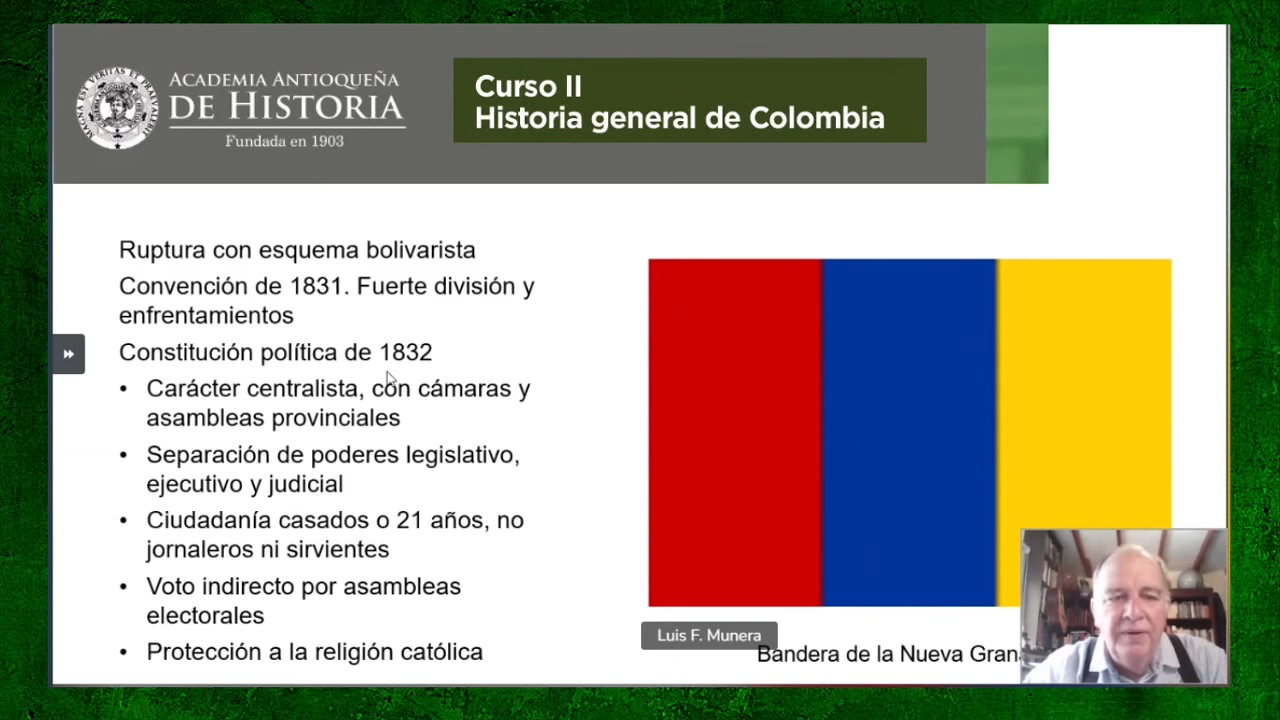 ACADEMIA ANTIOQUEÑA
DE HISTORIA
Fundada en 1903
Curso II
Historia general de Colombia
Ruptura con esquema bolivarista
Convención de 1831. Fuerte división y
enfrentamientos
Constitución política de 1832
• Carácter centralista, con cámaras y
asambleas provinciales
• Separación de poderes legislativo,
ejecutivo y judicial
• Ciudadanía casados o 21 años, no
jornaleros ni sirvientes
• Voto indirecto por asambleas
electorales
• Protección a la religión católica
Luis F. Munera
Bandera de la Nueva